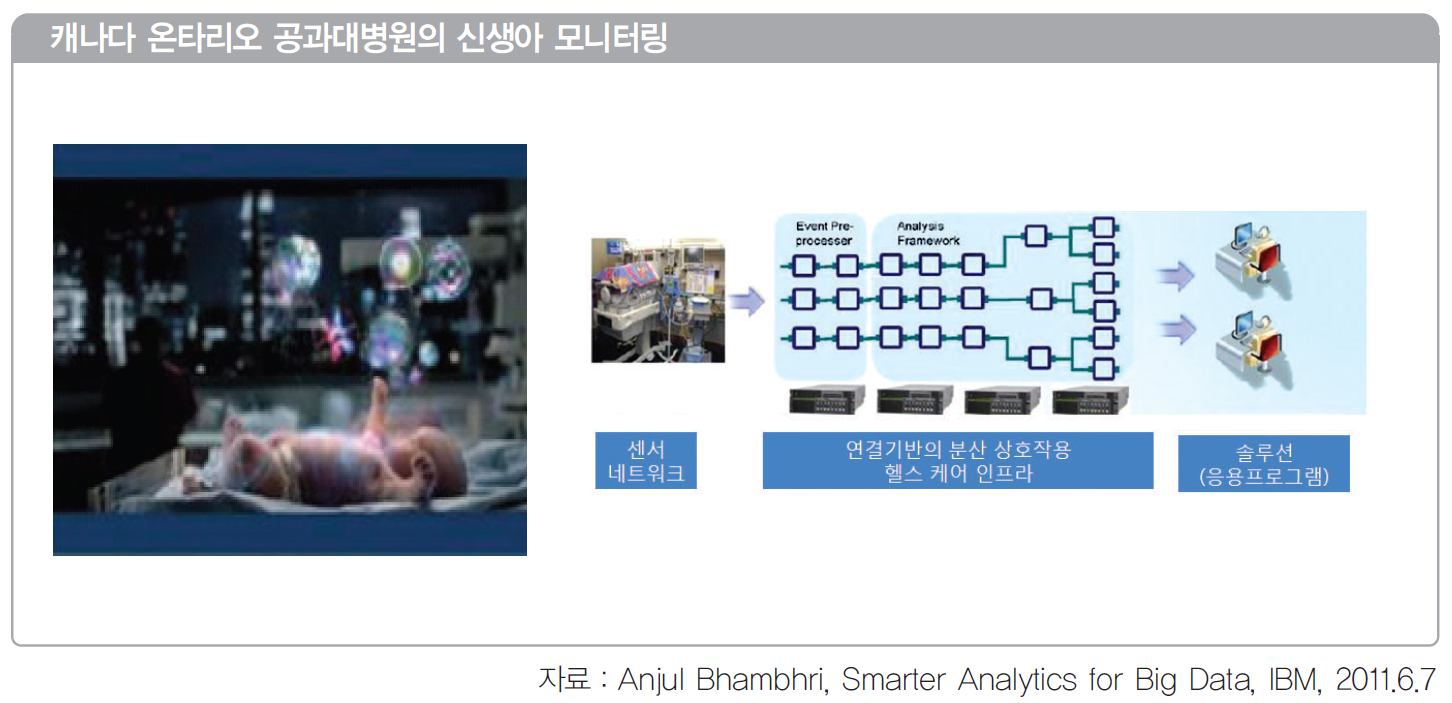 캐나다 온타리오 공과대병원의 신생아 모니터링
Event Pre-
processer
Analysis
Framework
센서
네트워크
연결기반의 분산 상호작용
헬스 케어 인프라
솔루션
(응용프로그램)
자료 : Anjul Bhambhri, Smarter Analytics for Big Data, IBM, 2011.6.7